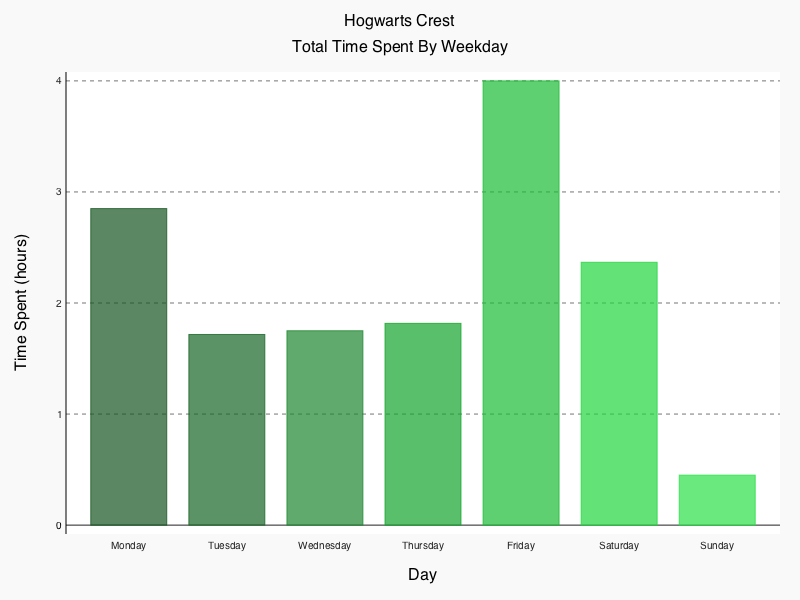 Hogwarts Crest
Total Time Spent By Weekday
Time Spent (hours)
4
3
2
1
0
Monday Tuesday Wednesday Thursday Friday Saturday Sunday
Day